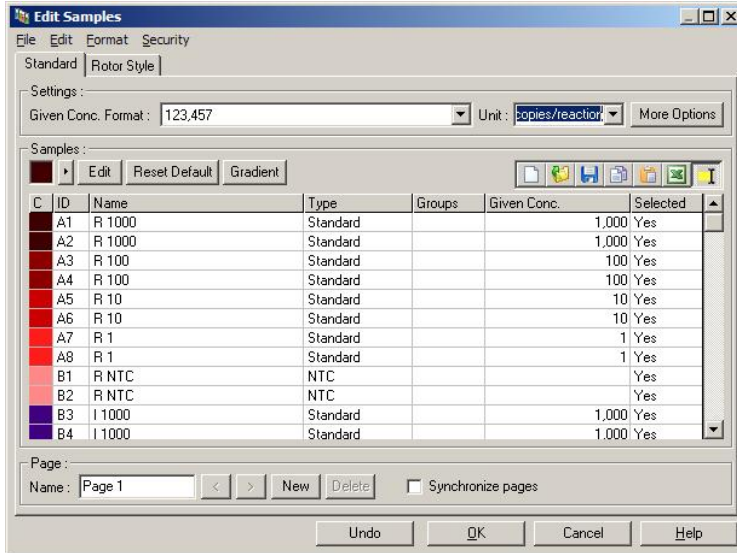 Edit Samples
File Edit Format Security
Standard Rotor Style
Settings :
Given Conc. Format : 123,457 Unit : copies/reaction More Options
Samples :
Edit Reset Default Gradient
C ID Name Type Groups Given Conc. Selected
A1 R 1000 Standard 1,000 Yes
A2 R 1000 Standard 1,000 Yes
A3 R 100 Standard 100 Yes
A4 R 100 Standard 100 Yes
A5 R 10 Standard 10 Yes
A6 R 10 Standard 10 Yes
A7 R 1 Standard 1 Yes
A8 R 1 Standard 1 Yes
B1 R NTC NTC Yes
B2 R NTC NTC Yes
B3 I 1000 Standard 1,000 Yes
B4 I 1000 Standard 1,000 Yes
Page :
Name : Page 1 < > New Delete Synchronize pages
Undo OK Cancel Help